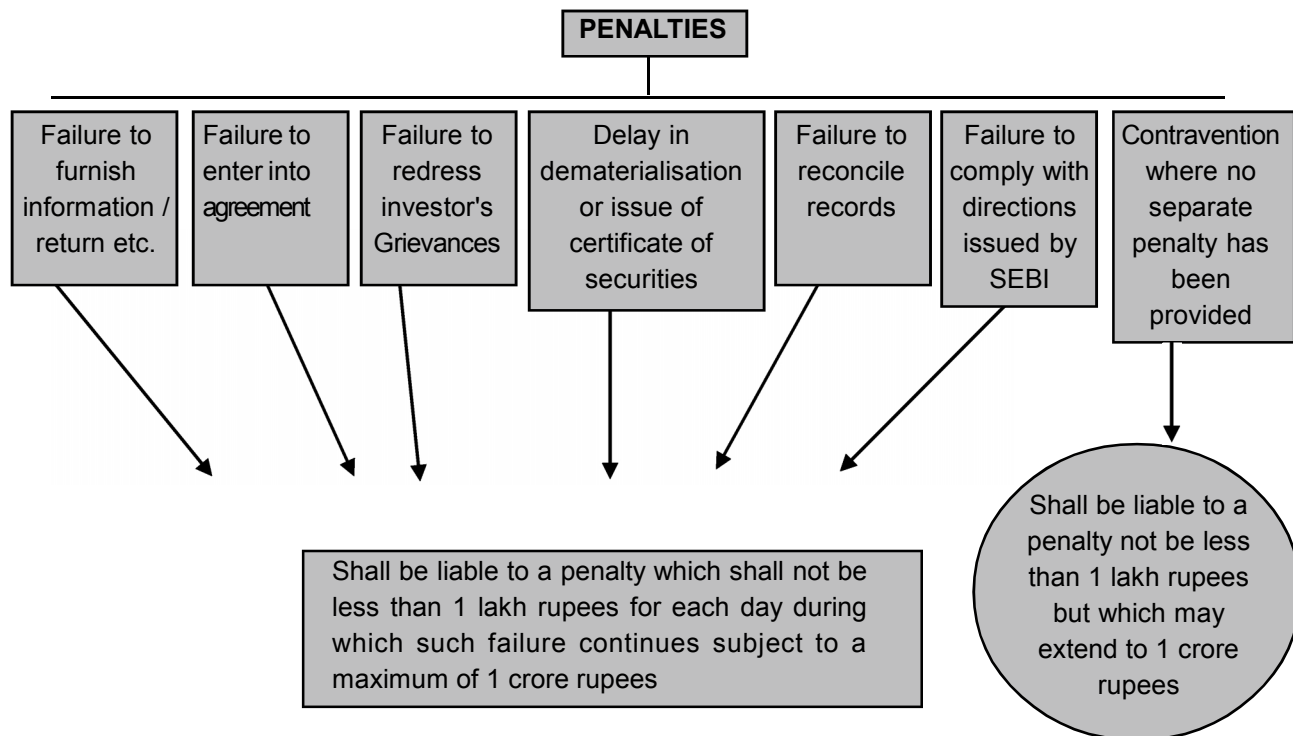 PENALTIES
Failure to
furnish
information /
return etc.
Failure to
enter into
agreement
Failure to
redress
investor's
Grievances
Delay in
dematerialisation
or issue of
certificate of
securities
Failure to
reconcile
records
Failure to
comply with
directions
issued by
SEBI
Contravention
where no
separate
penalty has
been
provided
Shall be liable to a penalty which shall not be
less than 1 lakh rupees for each day during
which such failure continues subject to a
maximum of 1 crore rupees
Shall be liable to a
penalty not be less
than 1 lakh rupees
but which may
extend to 1 crore
rupees